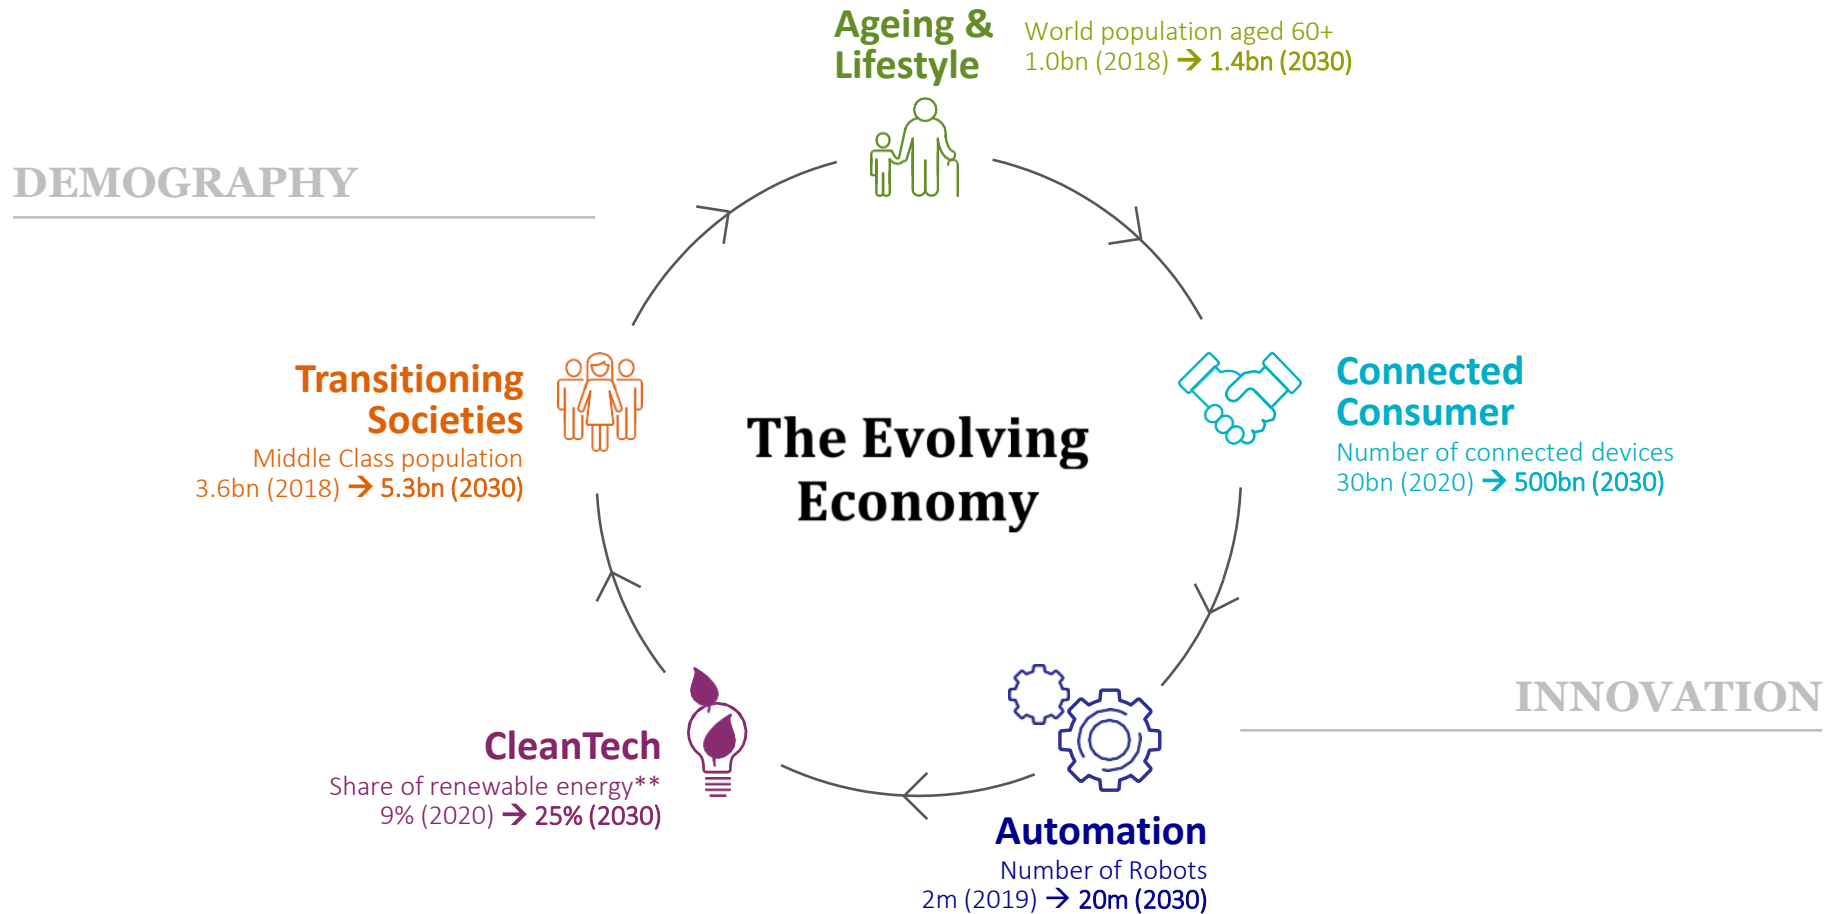 Ageing &
Lifestyle
World population aged 60+
1.0bn (2018) → 1.4bn (2030)
DEMOGRAPHY
Transitioning
Societies
Middle Class population
3.6bn (2018) → 5.3bn (2030)
The Evolving
Economy
Connected
Consumer
Number of connected devices
30bn (2020) → 500bn (2030)
INNOVATION
CleanTech
Share of renewable energy**
9% (2020) → 25% (2030)
Automation
Number of Robots
2m (2019) → 20m (2030)